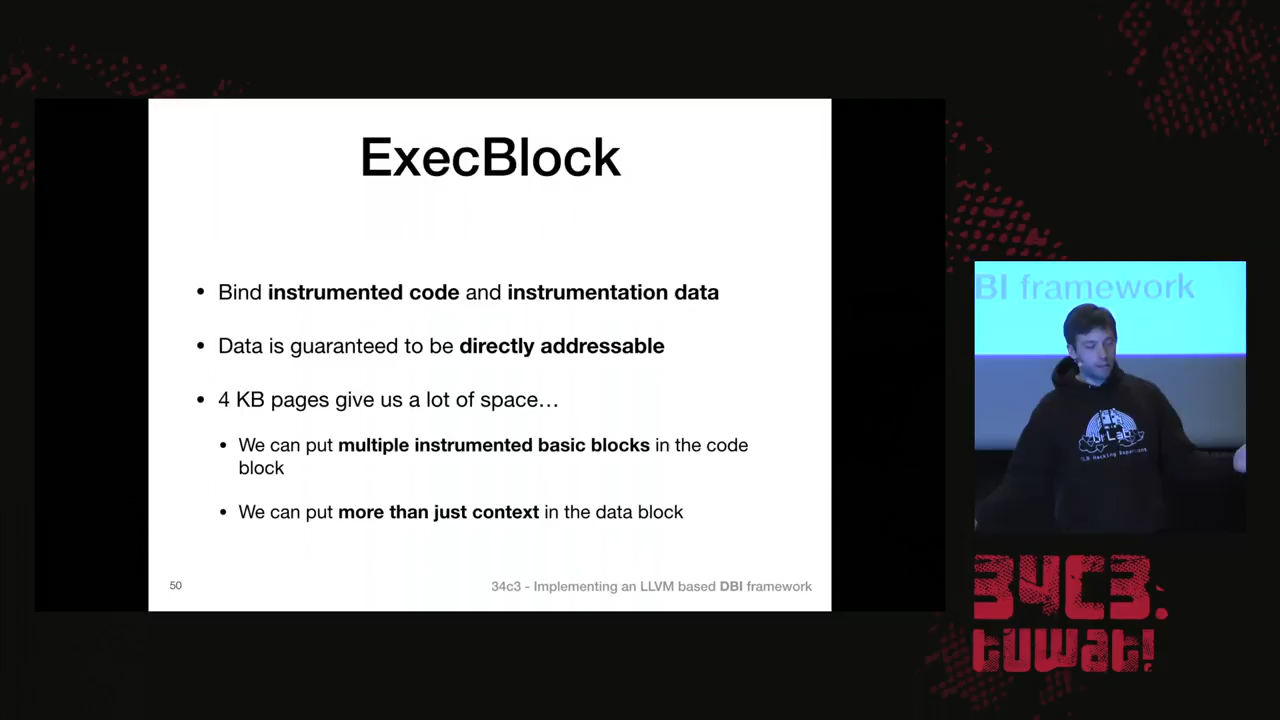 ExecBlock
• Bind instrumented code and instrumentation data
• Data is guaranteed to be directly addressable
• 4 KB pages give us a lot of space…
• We can put multiple instrumented basic blocks in the code
block
• We can put more than just context in the data block
50
34c3 - Implementing an LLVM based DBI framework
BI framework
34C3.
tuwat!